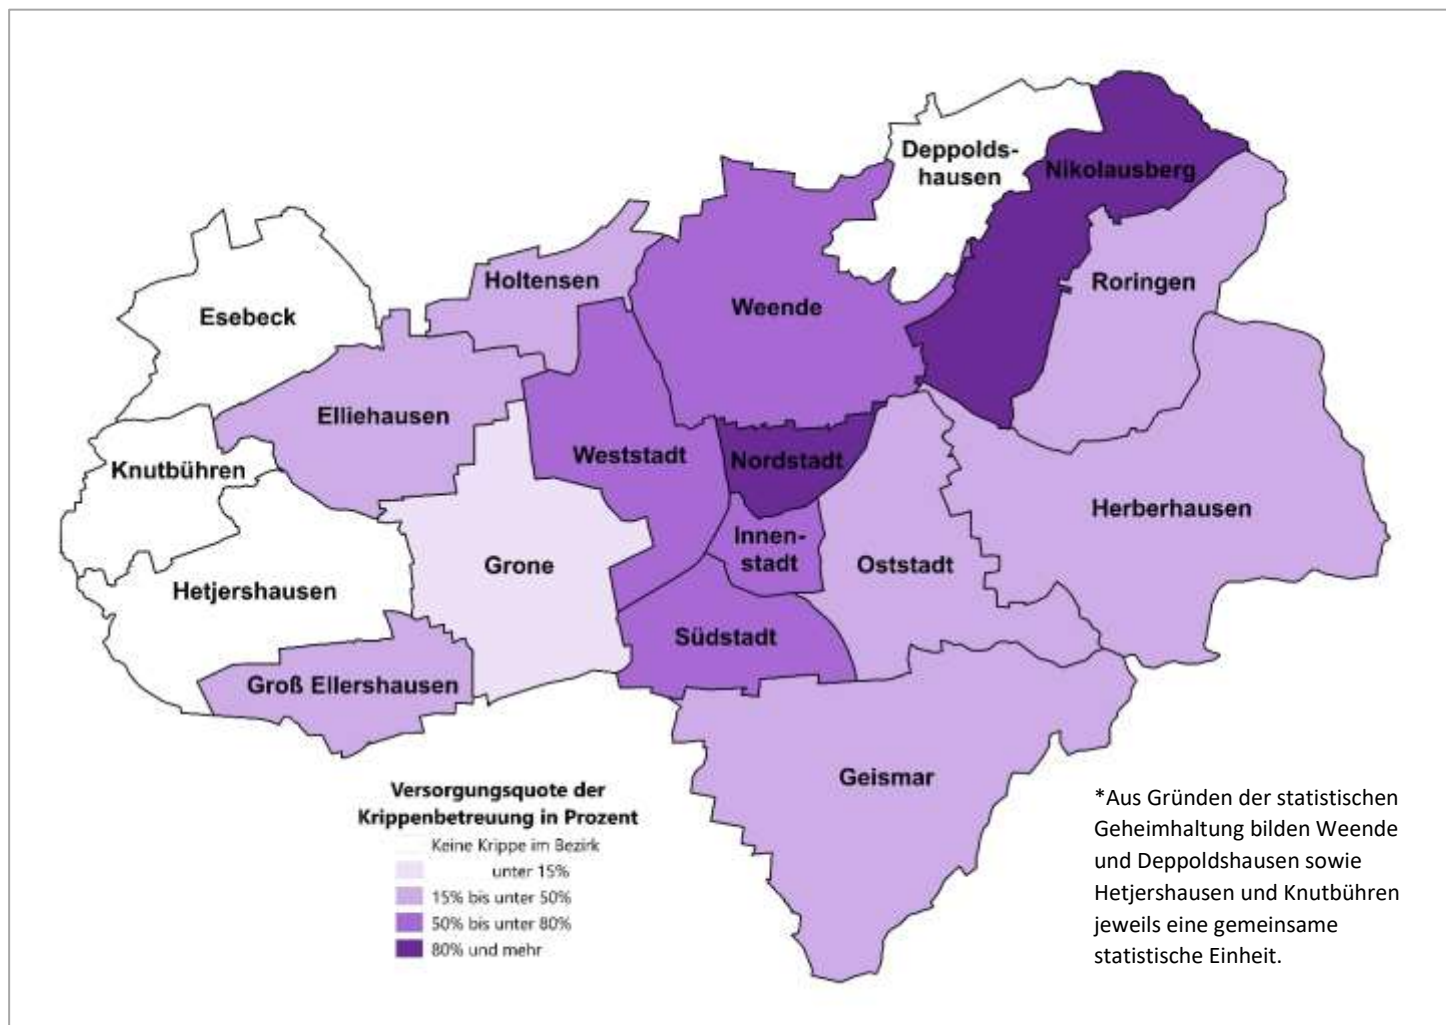 Deppolds-
hausen
Nikolausberg
Holtensen
Roringen
Esebeck
Weende
Elliehausen
Knutbühren
Weststadt
Nordstadt
Herberhausen
Innen-
stadt
Grone
Oststadt
Hetjershausen
Südstadt
Groß Ellershausen
Geismar
Versorgungsquote der
Krippenbetreuung in Prozent
Keine Krippe im Bezirk
unter 15%
15% bis unter 50%
50% bis unter 80%
80% und mehr
*Aus Gründen der statistischen
Geheimhaltung bilden Weende
und Deppoldshausen sowie
Hetjershausen und Knutbühren
jeweils eine gemeinsame
statistische Einheit.